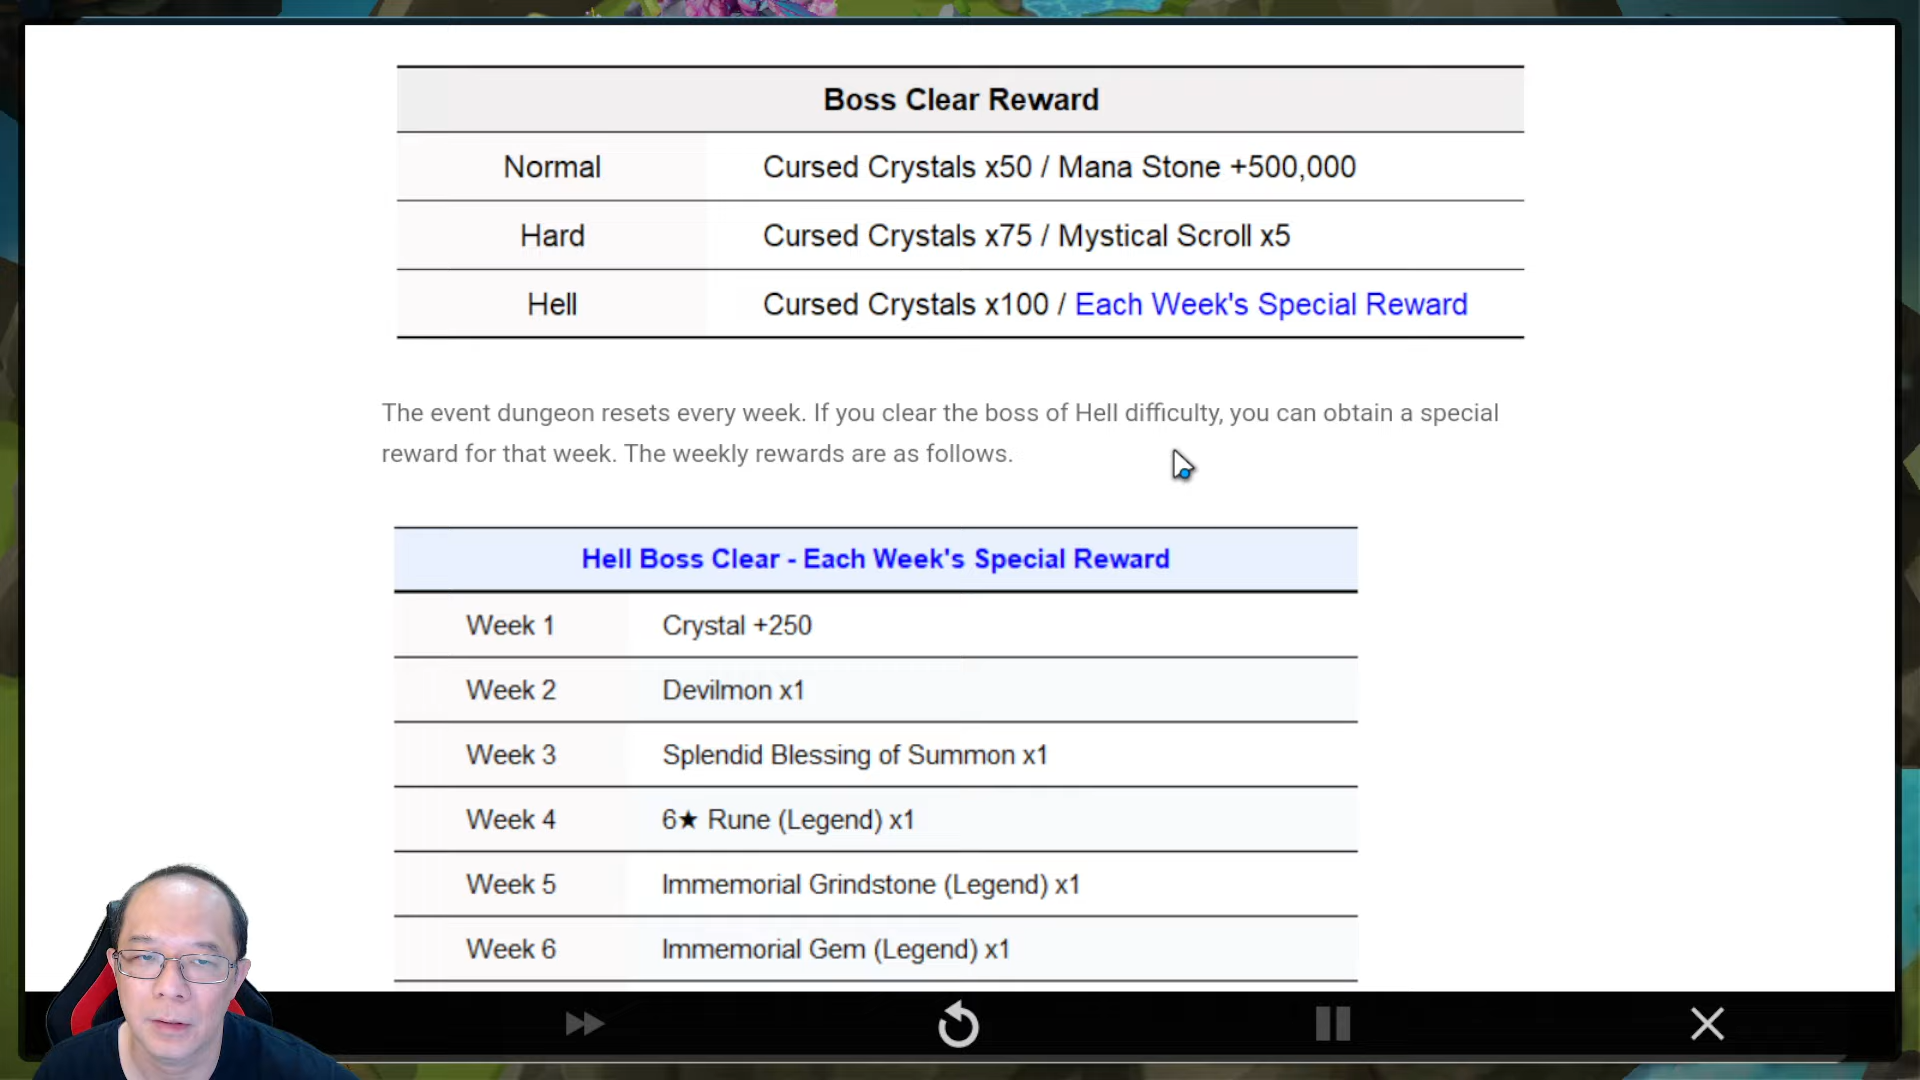 Boss Clear Reward
Normal Cursed Crystals x50 / Mana Stone +500,000
Hard Cursed Crystals x75 / Mystical Scroll x5
Hell Cursed Crystals x100 / Each Week's Special Reward
The event dungeon resets every week. If you clear the boss of Hell difficulty, you can obtain a special
reward for that week. The weekly rewards are as follows.
Hell Boss Clear - Each Week's Special Reward
Week 1 Crystal +250
Week 2 Devilmon x1
Week 3 Splendid Blessing of Summon x1
Week 4 6★ Rune (Legend) x1
Week 5 Immemorial Grindstone (Legend) x1
Week 6 Immemorial Gem (Legend) x1